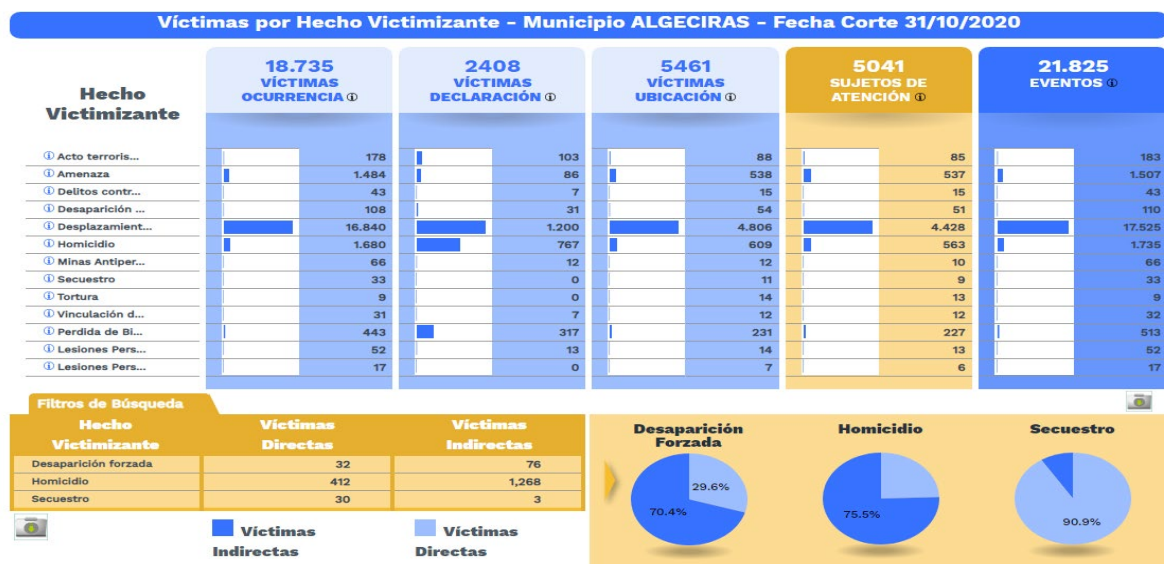 Víctimas por Hecho Victimizante - Municipio ALGECIRAS - Fecha Corte 31/10/2020
Hecho
Victimizante
18.735
VÍCTIMAS
OCURRENCIA
2408
VÍCTIMAS
DECLARACIÓN
5461
VÍCTIMAS
UBICACIÓN
5041
SUJETOS DE
ATENCIÓN
21.825
EVENTOS
Acto terroris... 178 103 88 85 183
Amenaza 1.484 86 538 537 1.507
Delitos contr... 43 7 15 15 43
Desaparición ... 108 31 54 51 110
Desplazamient... 16.840 1.200 4.806 4.428 17.525
Homicidio 1.680 767 609 563 1.735
Minas Antiper... 66 12 12 10 66
Secuestro 33 0 11 9 33
Tortura 9 0 14 13 9
Vinculación d... 31 7 12 12 32
Perdida de Bi... 443 317 231 227 513
Lesiones Pers... 52 13 14 13 52
Lesiones Pers... 17 0 7 6 17
Filtros de Búsqueda
Hecho Víctimas Víctimas
Victimizante Directas Indirectas
Desaparición forzada 32 76
Homicidio 412 1,268
Secuestro 30 3
Víctimas
Indirectas
Víctimas
Directas
Desaparición
Forzada
29.6%
70.4%
Homicidio
75.5%
Secuestro
90.9%